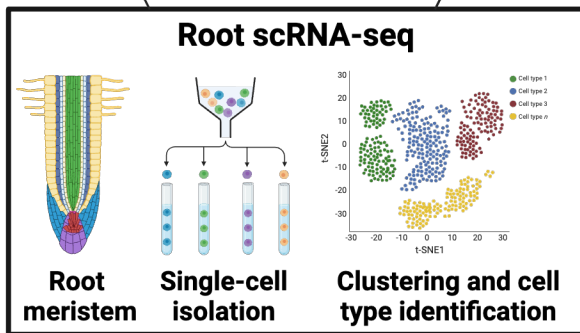 Root scRNA-seq
30
20
10
0
-10
-20
-30
t-SNE2
-30 -20 -10 0 10 20 30
t-SNE1
Cell type 1
Cell type 2
Cell type 3
Cell type n
Root
meristem
Single-cell
isolation
Clustering and cell
type identification